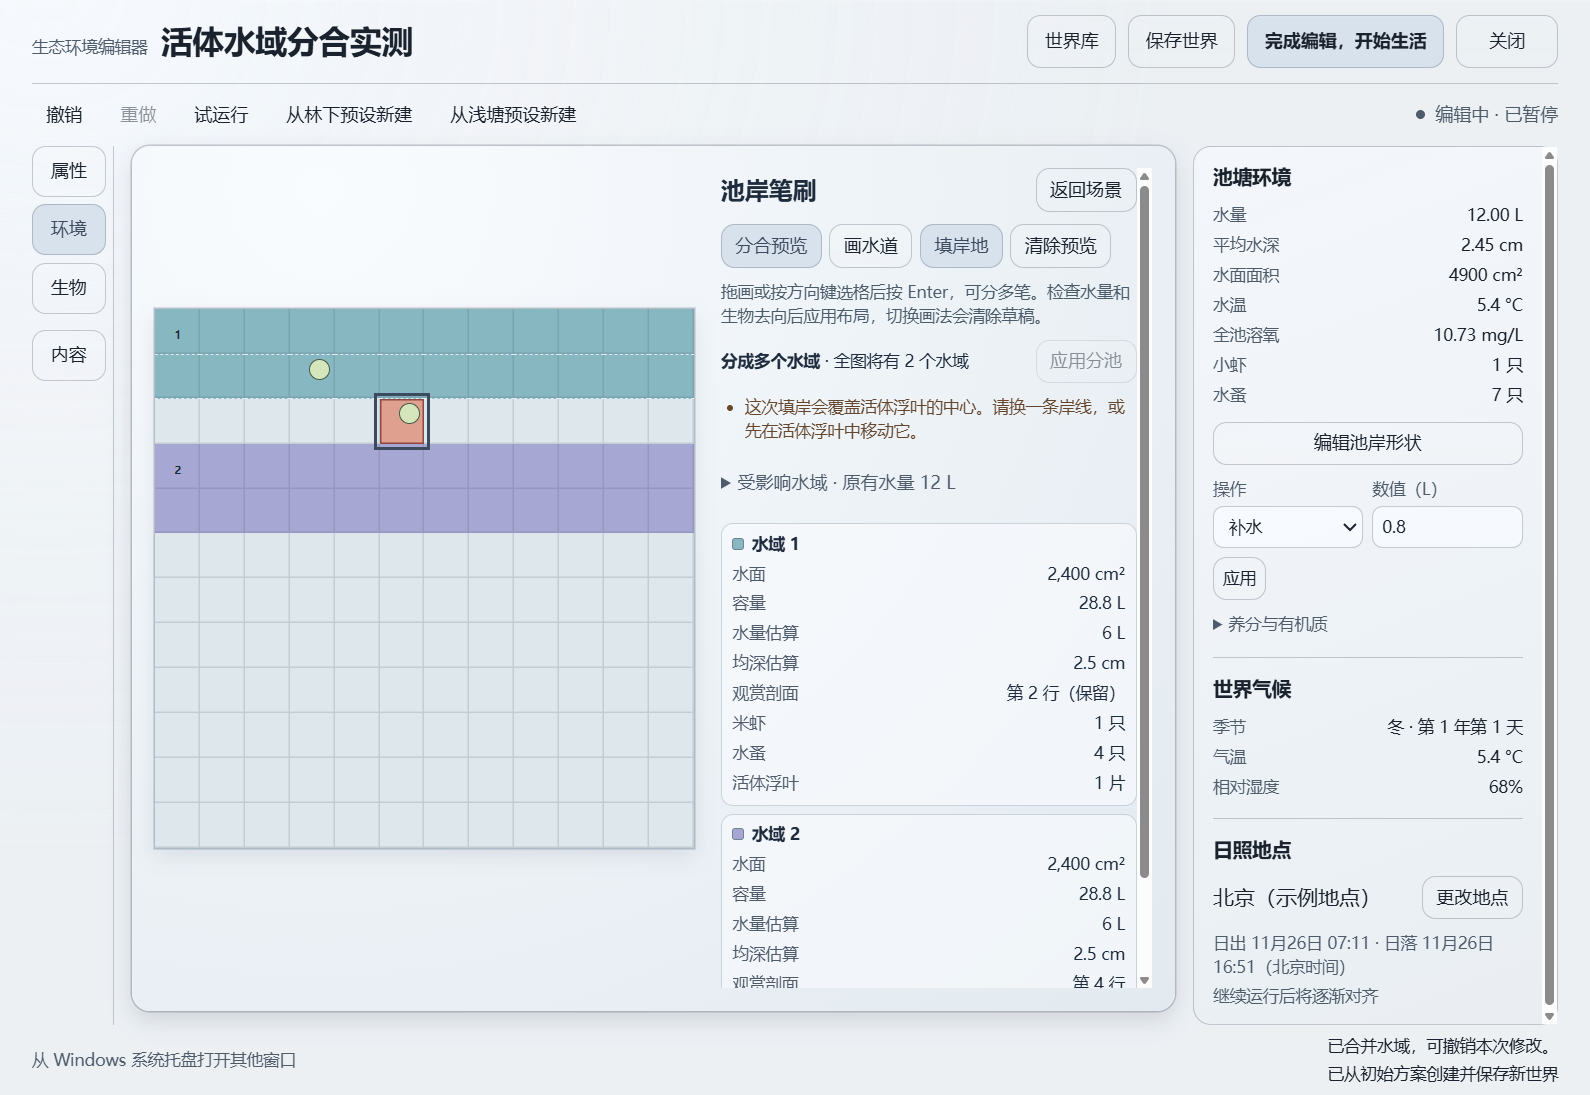 生态环境编辑器 活体水域分合实测
世界库 保存世界 完成编辑，开始生活 关闭
撤销 重做 试运行 从林下预设新建 从浅塘预设新建
编辑中 · 已暂停
属性
环境
生物
内容
1
2
池岸笔刷 返回场景
分合预览 画水道 填岸地 清除预览
拖画或按方向键选格后按 Enter，可分多笔。检查水量和
生物去向后应用布局，切换画法会清除草稿。
分成多个水域 · 全图将有 2 个水域 应用分池
这次填岸会覆盖活体浮叶的中心。请换一条岸线，或
先在活体浮叶中移动它。
受影响水域 · 原有水量 12 L
水域 1
水面 2,400 cm²
容量 28.8 L
水量估算 6 L
均深估算 2.5 cm
观赏剖面 第 2 行（保留）
米虾 1 只
水蚤 4 只
活体浮叶 1 片
水域 2
水面 2,400 cm²
容量 28.8 L
水量估算 6 L
均深估算 2.5 cm
观赏剖面 第 4 行
池塘环境
水量 12.00 L
平均水深 2.45 cm
水面面积 4900 cm²
水温 5.4 °C
全池溶氧 10.73 mg/L
小虾 1 只
水蚤 7 只
编辑池岸形状
操作 数值（L）
补水 0.8
应用
养分与有机质
世界气候
季节 冬 · 第 1 年第 1 天
气温 5.4 °C
相对湿度 68%
日照地点
北京（示例地点） 更改地点
日出 11月26日 07:11 · 日落 11月26日
16:51（北京时间）
继续运行后将逐渐对齐
从 Windows 系统托盘打开其他窗口
已合并水域，可撤销本次修改。
已从初始方案创建并保存新世界